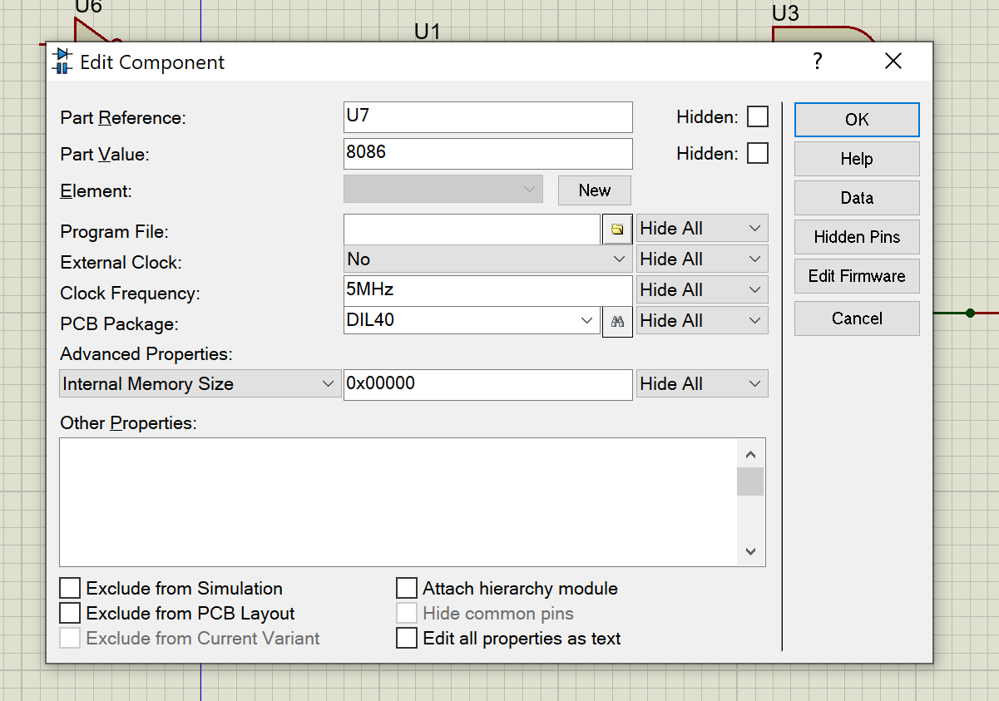 U6
U1
U3
Edit Component
?
Part Reference: U7 Hidden:
Part Value: 8086 Hidden:
Element: New
Program File: Hide All
External Clock: No Hide All
Clock Frequency: 5MHz Hide All
PCB Package: DIL40 Hide All
Advanced Properties:
Internal Memory Size 0x00000 Hide All
Other Properties:
Exclude from Simulation Attach hierarchy module
Exclude from PCB Layout Hide common pins
Exclude from Current Variant Edit all properties as text
OK
Help
Data
Hidden Pins
Edit Firmware
Cancel